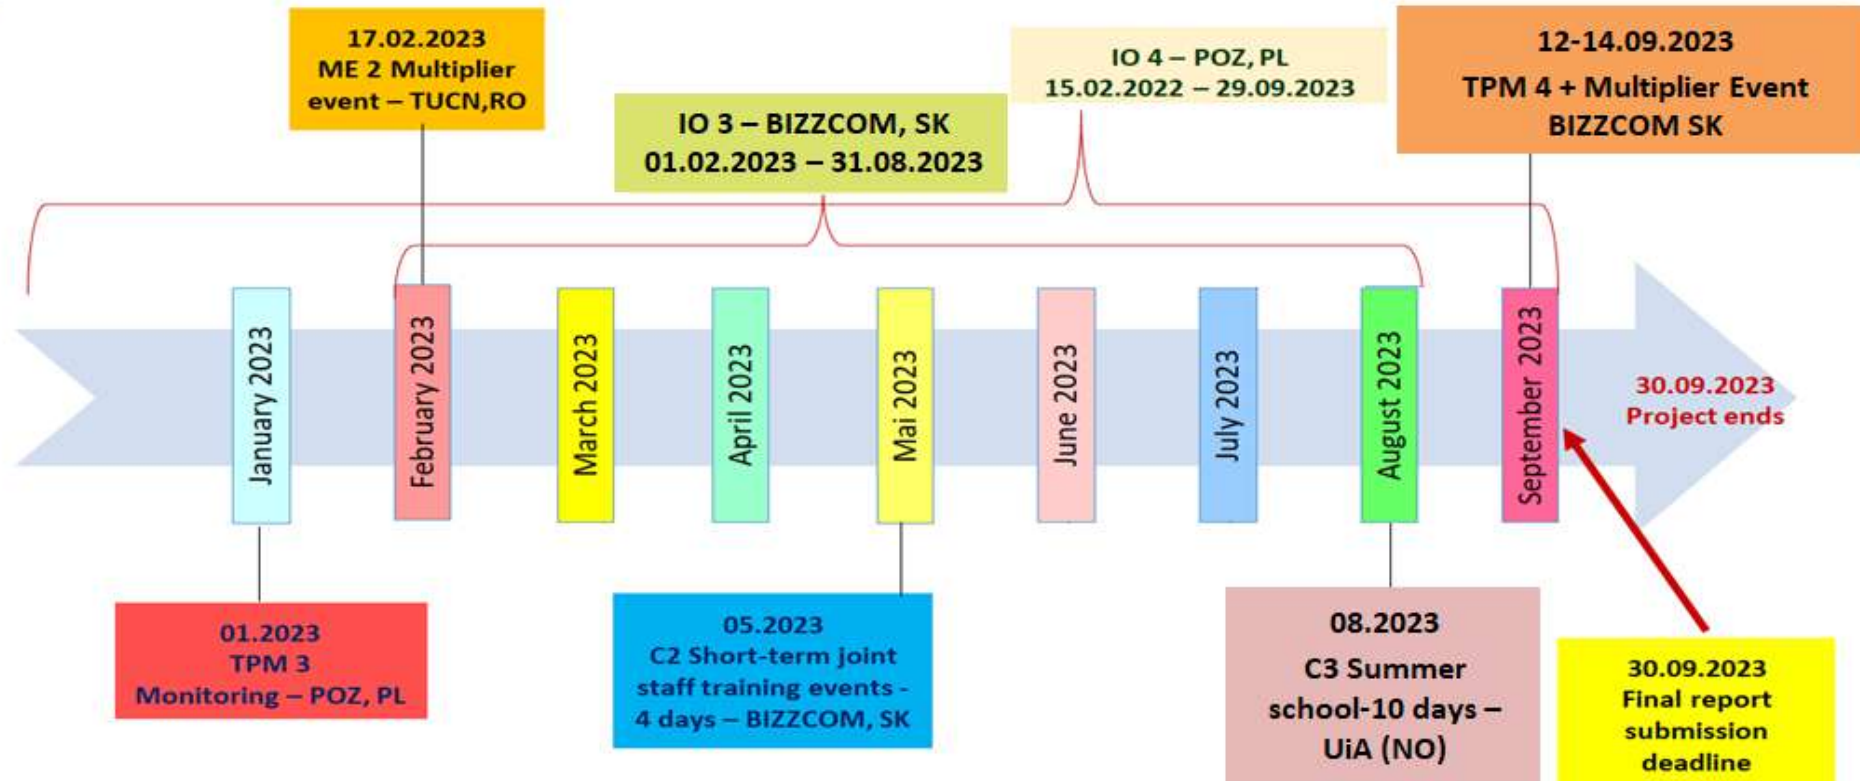 17.02.2023
ME 2 Multiplier
event – TUCN,RO
IO 3 – BIZZCOM, SK
01.02.2023 – 31.08.2023
IO 4 – POZ, PL
15.02.2022 – 29.09.2023
12-14.09.2023
TPM 4 + Multiplier Event
BIZZCOM SK
January 2023
February 2023
March 2023
April 2023
Mai 2023
June 2023
July 2023
August 2023
September 2023
30.09.2023
Project ends
01.2023
TPM 3
Monitoring – POZ, PL
05.2023
C2 Short-term joint
staff training events -
4 days – BIZZCOM, SK
08.2023
C3 Summer
school-10 days –
UiA (NO)
30.09.2023
Final report
submission
deadline